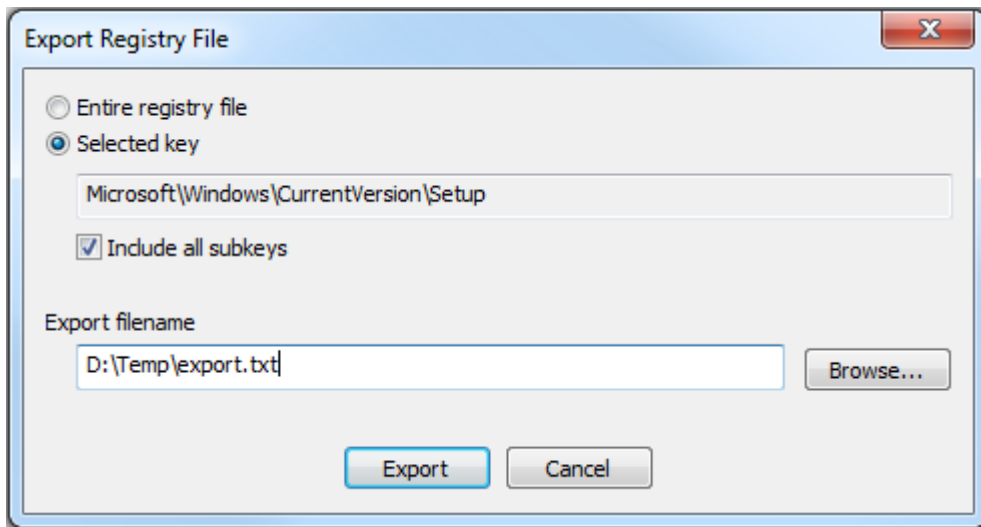 Export Registry File
Entire registry file
Selected key
Microsoft\Windows\CurrentVersion\Setup
Include all subkeys
Export filename
D:\Temp\export.txt
Browse...
Export Cancel